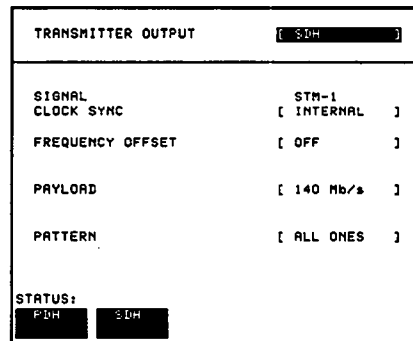 TRANSMITTER OUTPUT [ SDH ]
SIGNAL STM-1
CLOCK SYNC [ INTERNAL ]
FREQUENCY OFFSET [ OFF ]
PAYLOAD [ 140 Mb/s ]
PATTERN [ ALL ONES ]
STATUS:
PDH SDH